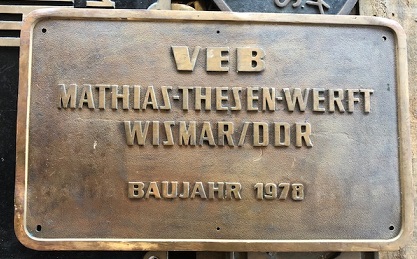 VEB
MATHIAS-THESEN-WERFT
WISMAR/DDR
BAUJAHR 1978